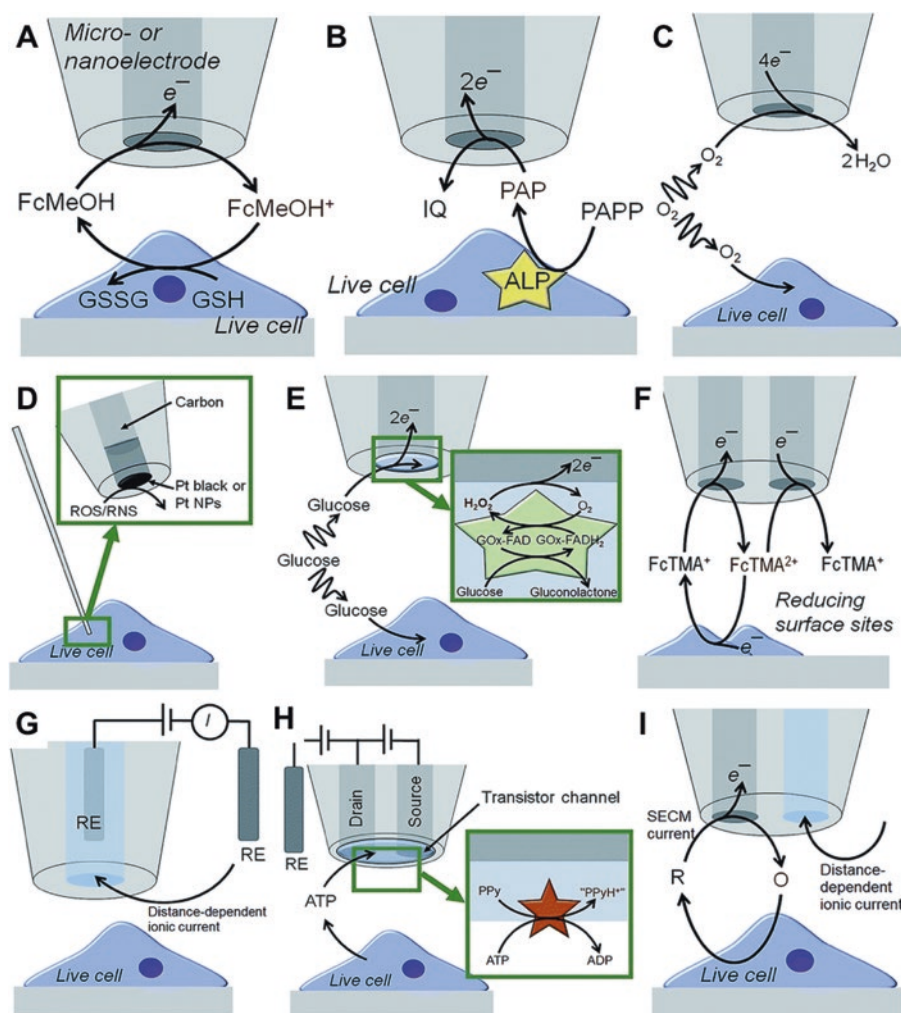 A
Micro- or
nanoelectrode
e−
FcMeOH
FcMeOH+
GSSG
GSH
Live cell
B
2e−
IQ
PAP
PAPP
ALP
Live cell
C
4e−
O2
2H2O
O2
O2
Live cell
D
Carbon
Pt black or
Pt NPs
ROS/RNS
Live cell
E
2e−
Glucose
Glucose
Glucose
Live cell
2e−
H2O2
O2
GOx-FAD
GOx-FADH2
Glucose
Gluconolactone
F
e−
e−
FcTMA+
FcTMA2+
FcTMA+
Reducing
surface sites
e−
G
I
RE
RE
Distance-dependent
ionic current
Live cell
H
Drain
Source
Transistor channel
RE
ATP
PPy
"PPyH+"
ATP
ADP
Live cell
I
e−
SECM
current
R
O
Distance-
dependent
ionic current
Live cell